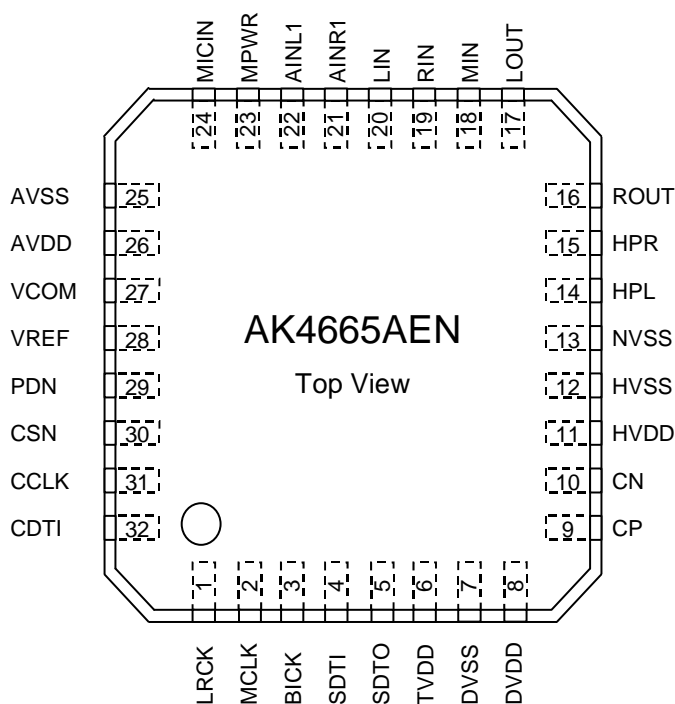 MICIN MPWR AINL1 AINR1 LIN RIN MIN LOUT
24 23 22 21 20 19 18 17
AVSS 25 16 ROUT
AVDD 26 15 HPR
VCOM 27 14 HPL
VREF 28 AK4665AEN 13 NVSS
PDN 29 Top View 12 HVSS
CSN 30 11 HVDD
CCLK 31 10 CN
CDTI 32 9 CP
1 2 3 4 5 6 7 8
LRCK MCLK BICK SDTI SDTO TVDD DVSS DVDD